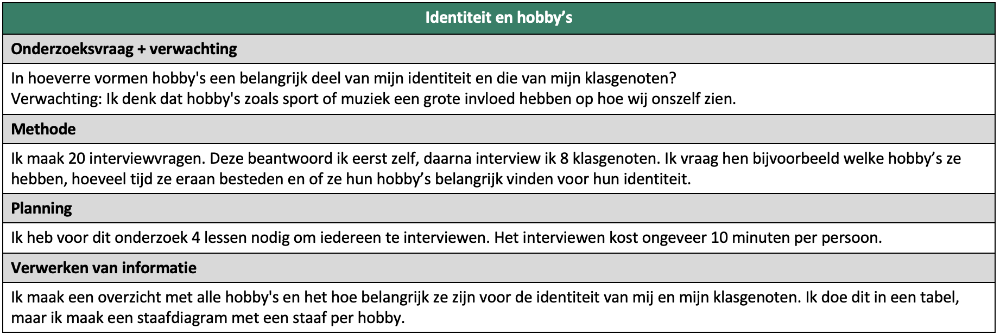 Identiteit en hobby’s
Onderzoeksvraag + verwachting
In hoeverre vormen hobby's een belangrijk deel van mijn identiteit en die van mijn klasgenoten?
Verwachting: Ik denk dat hobby's zoals sport of muziek een grote invloed hebben op hoe wij onszelf zien.
Methode
Ik maak 20 interviewvragen. Deze beantwoord ik eerst zelf, daarna interview ik 8 klasgenoten. Ik vraag hen bijvoorbeeld welke hobby’s ze
hebben, hoeveel tijd ze eraan besteden en of ze hun hobby’s belangrijk vinden voor hun identiteit.
Planning
Ik heb voor dit onderzoek 4 lessen nodig om iedereen te interviewen. Het interviewen kost ongeveer 10 minuten per persoon.
Verwerken van informatie
Ik maak een overzicht met alle hobby's en het hoe belangrijk ze zijn voor de identiteit van mij en mijn klasgenoten. Ik doe dit in een tabel,
maar ik maak een staafdiagram met een staaf per hobby.